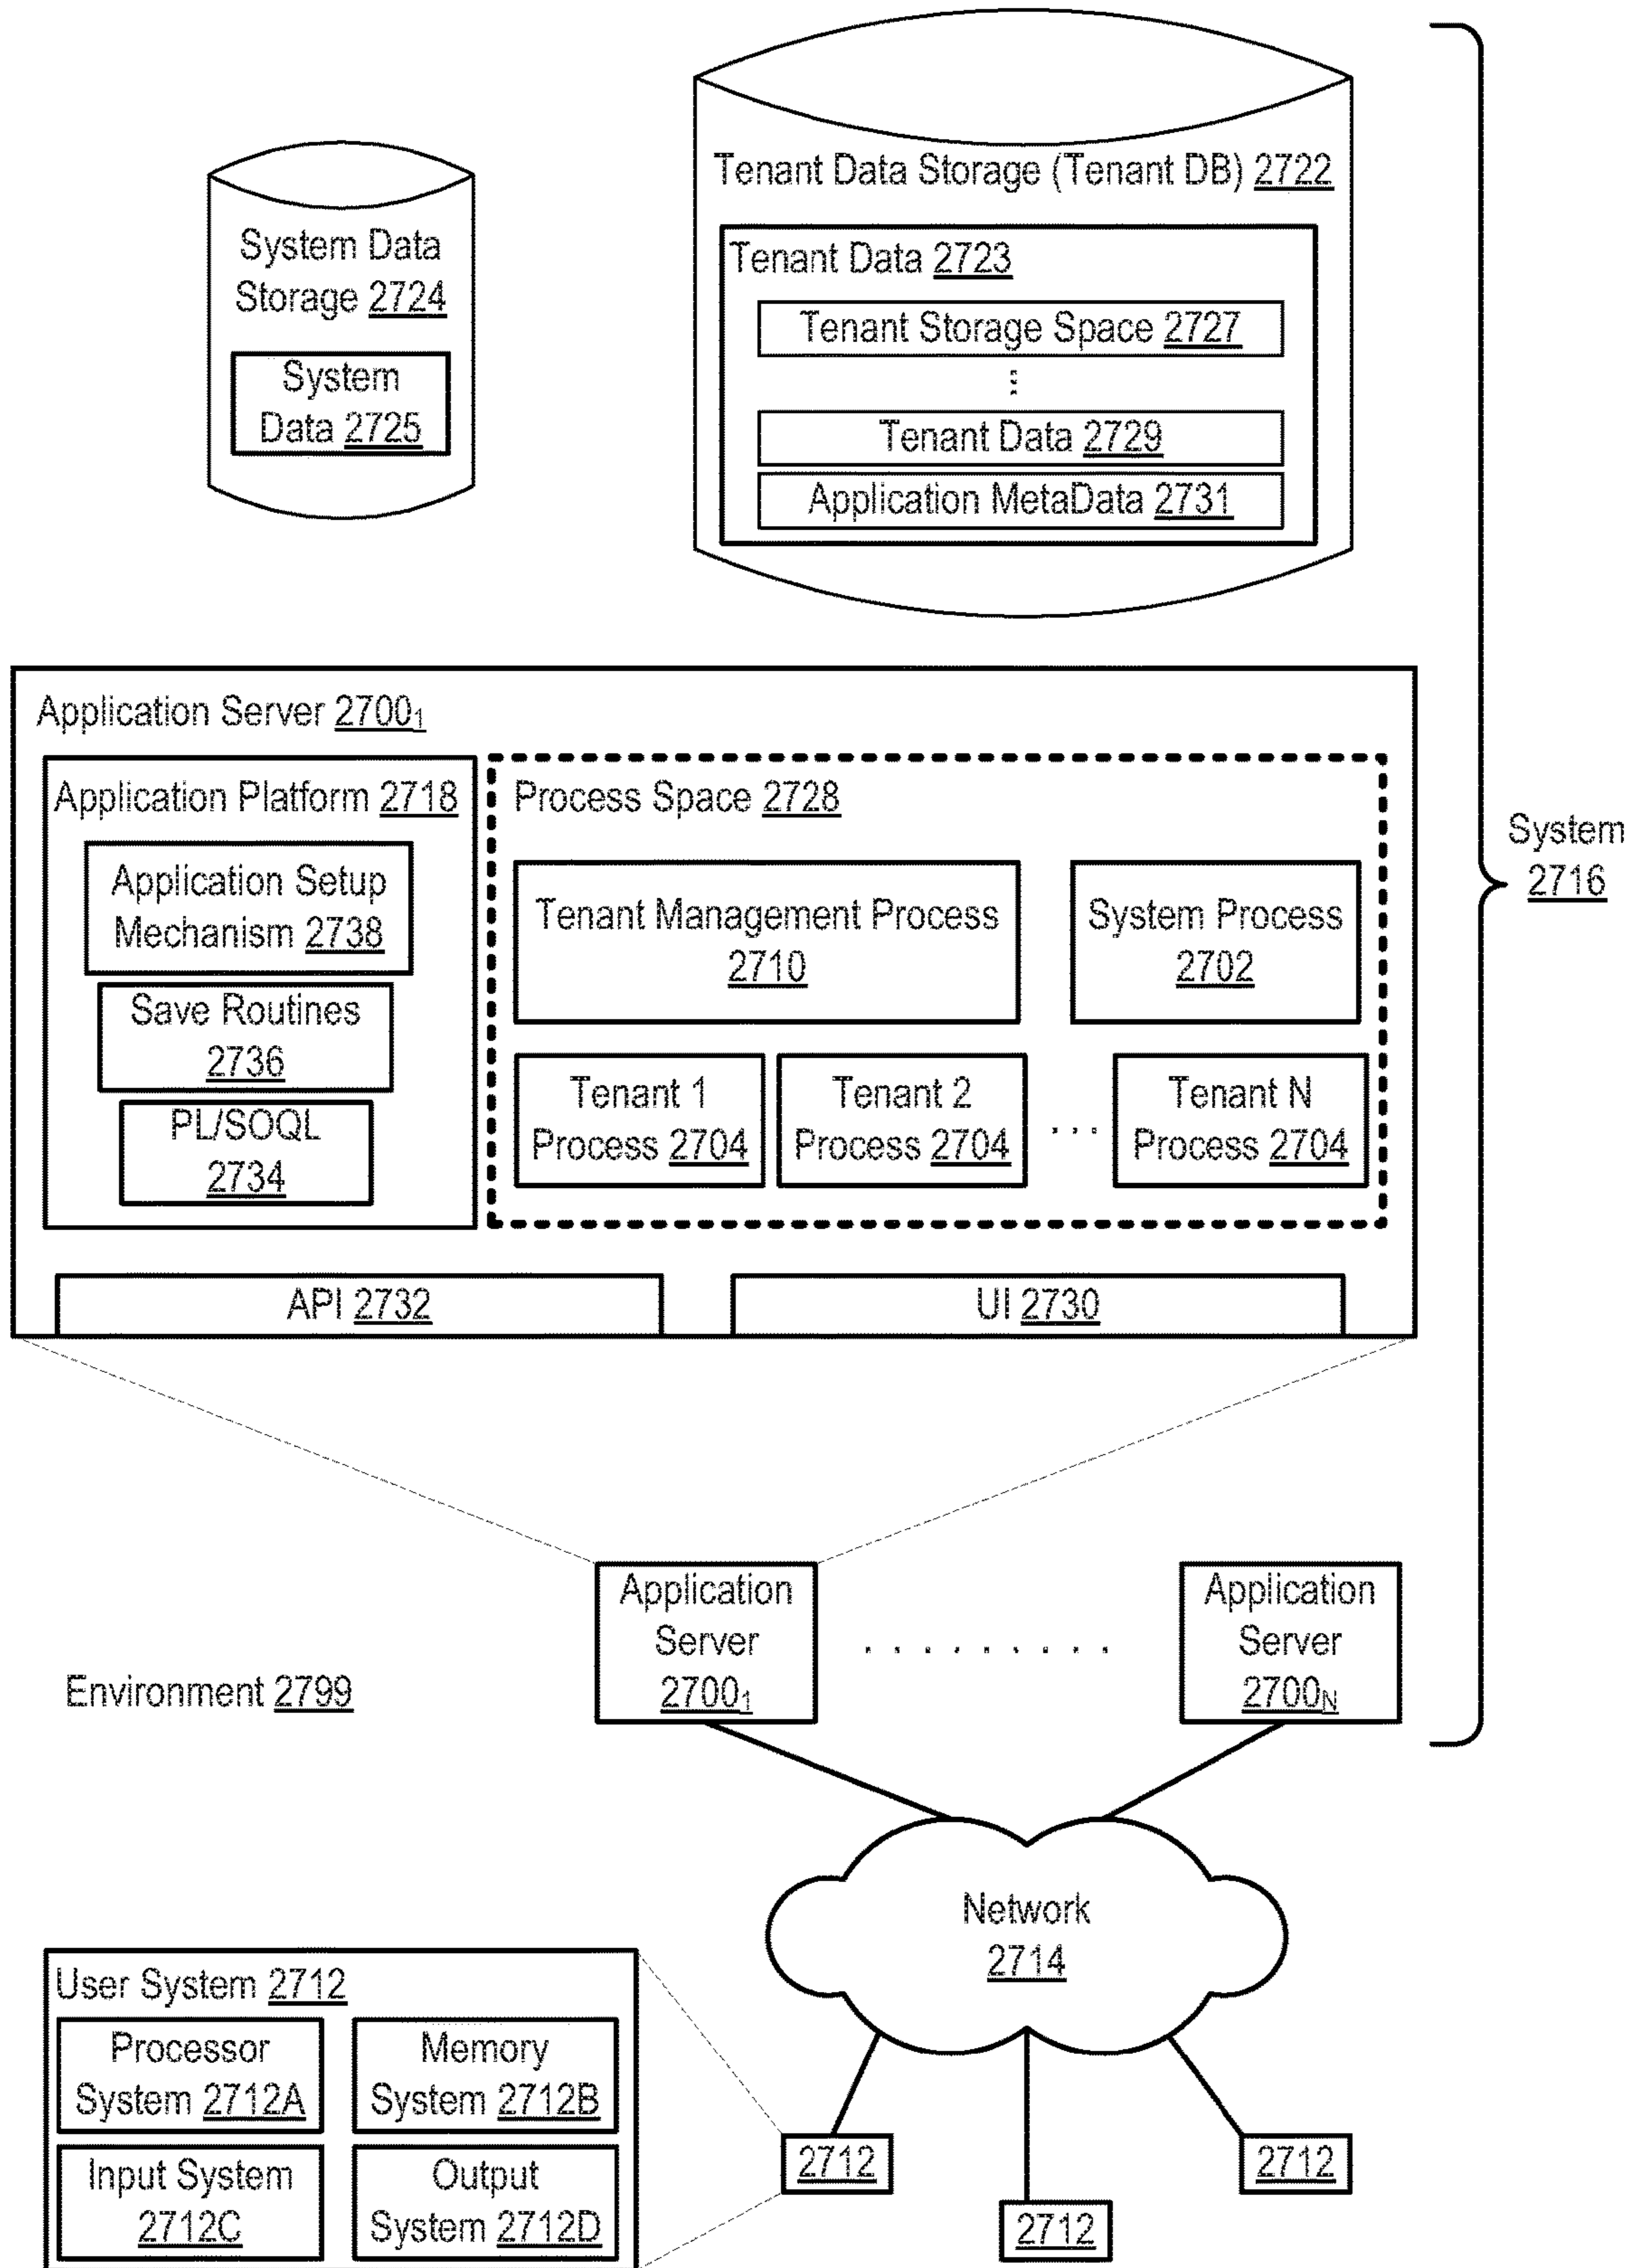 Tenant Data Storage (Tenant DB) 2722
System Data
Storage 2724
System
Data 2725
Tenant Data 2723
Tenant Storage Space 2727
Tenant Data 2729
Application MetaData 2731
System
2716
Application Server 2700₁
Application Platform 2718
Application Setup
Mechanism 2738
Save Routines
2736
PL/SOQL
2734
Process Space 2728
Tenant Management Process
2710
System Process
2702
Tenant 1
Process 2704
Tenant 2
Process 2704
. . .
Tenant N
Process 2704
API 2732
UI 2730
Application
Server
2700₁
. . . . . . . . .
Application
Server
2700N
Environment 2799
Network
2714
User System 2712
Processor
System 2712A
Memory
System 2712B
Input System
2712C
Output
System 2712D
2712
2712
2712